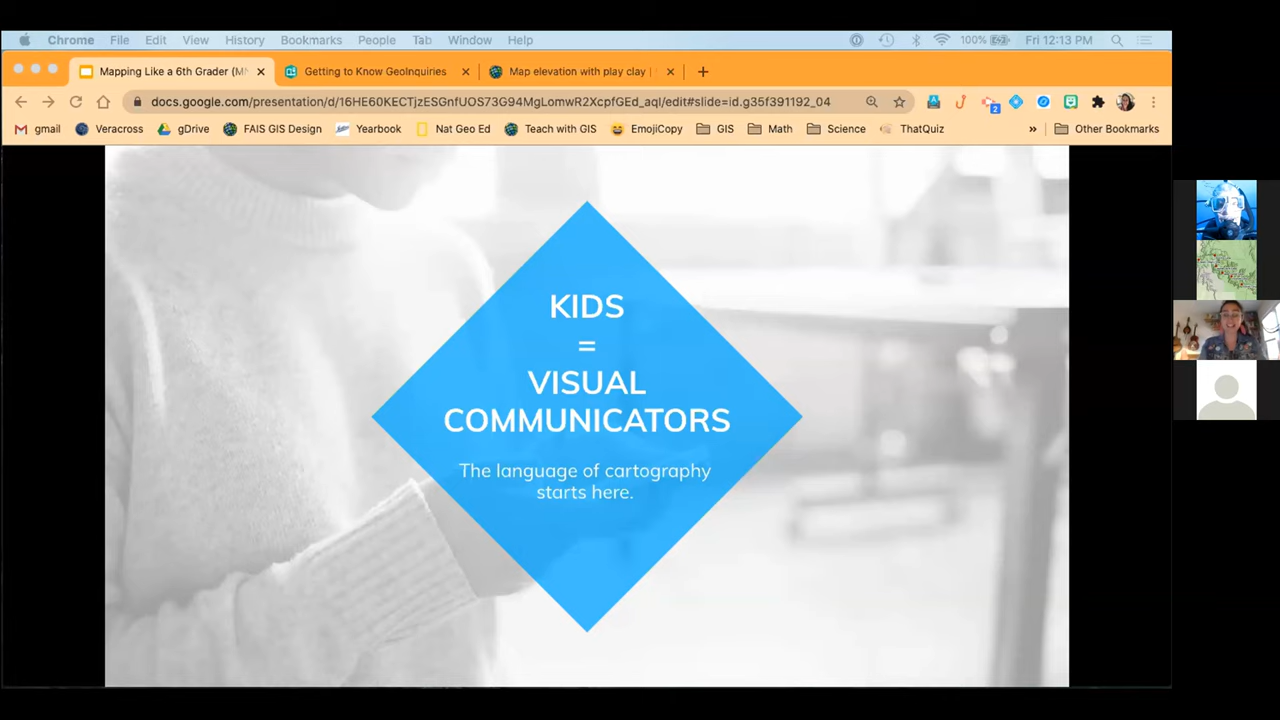 Chrome File Edit View History Bookmarks People Tab Window Help 100% Fri 12:13 PM
Mapping Like a 6th Grader (MN Getting to Know GeoInquiries Map elevation with play clay |
docs.google.com/presentation/d/16HE60KECTjzESGnfUOS73G94MgLomwR2XcpfGEd_aqI/edit#slide=id.g35f391192_04 2
gmail Veracross gDrive FAIS GIS Design Yearbook Nat Geo Ed Teach with GIS EmojiCopy GIS Math Science ThatQuiz » Other Bookmarks
KIDS
=
VISUAL
COMMUNICATORS
The language of cartography
starts here.